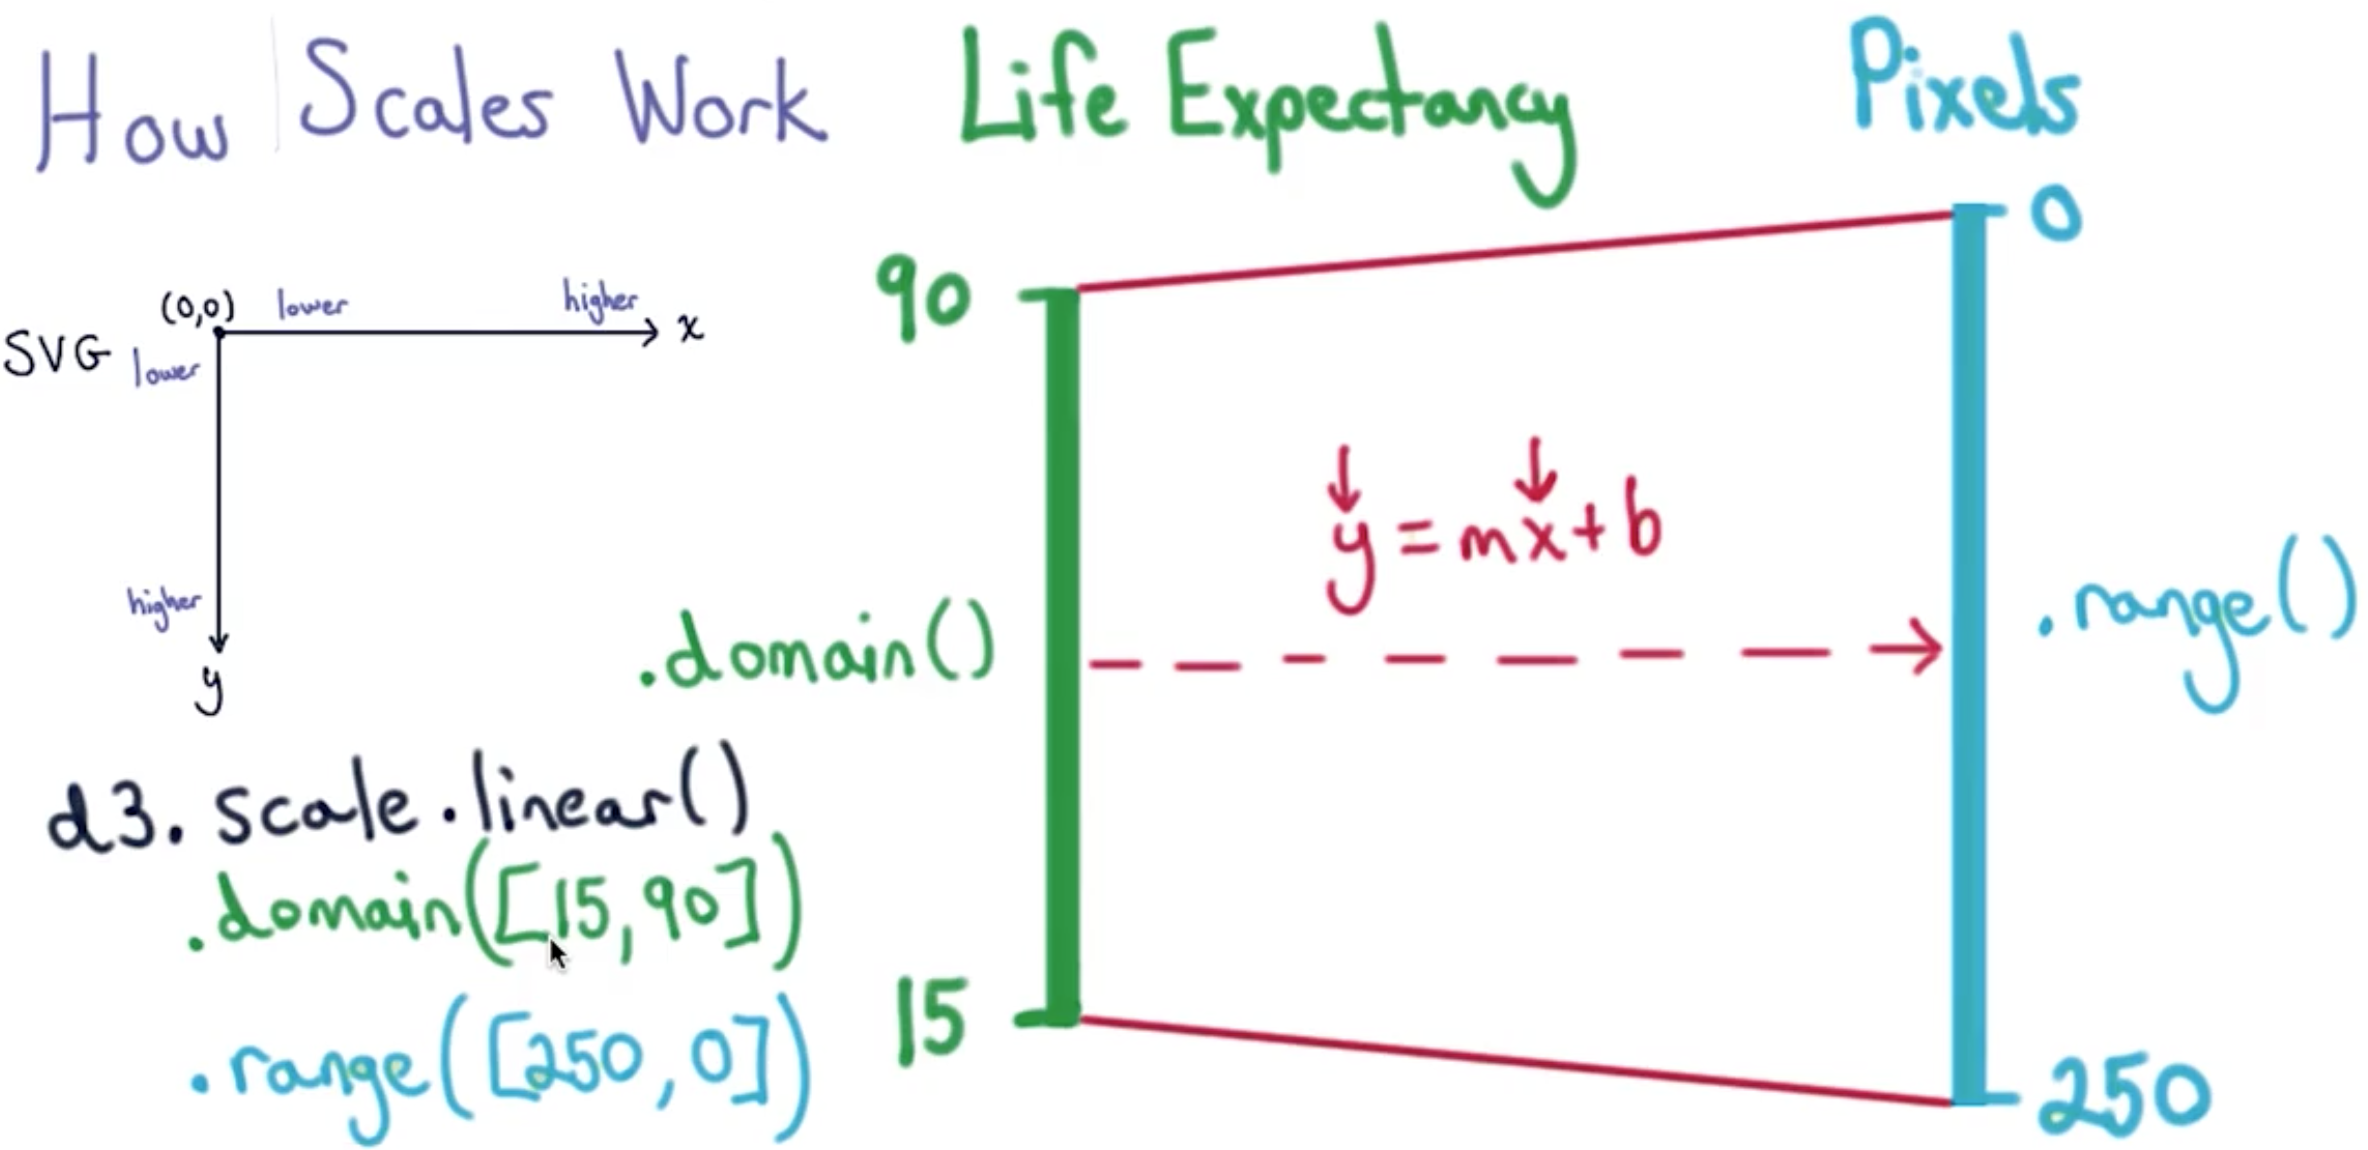 How Scales Work
Life Expectancy
Pixels
SVG
(0,0)
lower
higher
x
lower
higher
y
90
15
.domain()
y = mx + b
0
250
.range()
d3.scale.linear()
.domain([15,90])
.range([250,0])